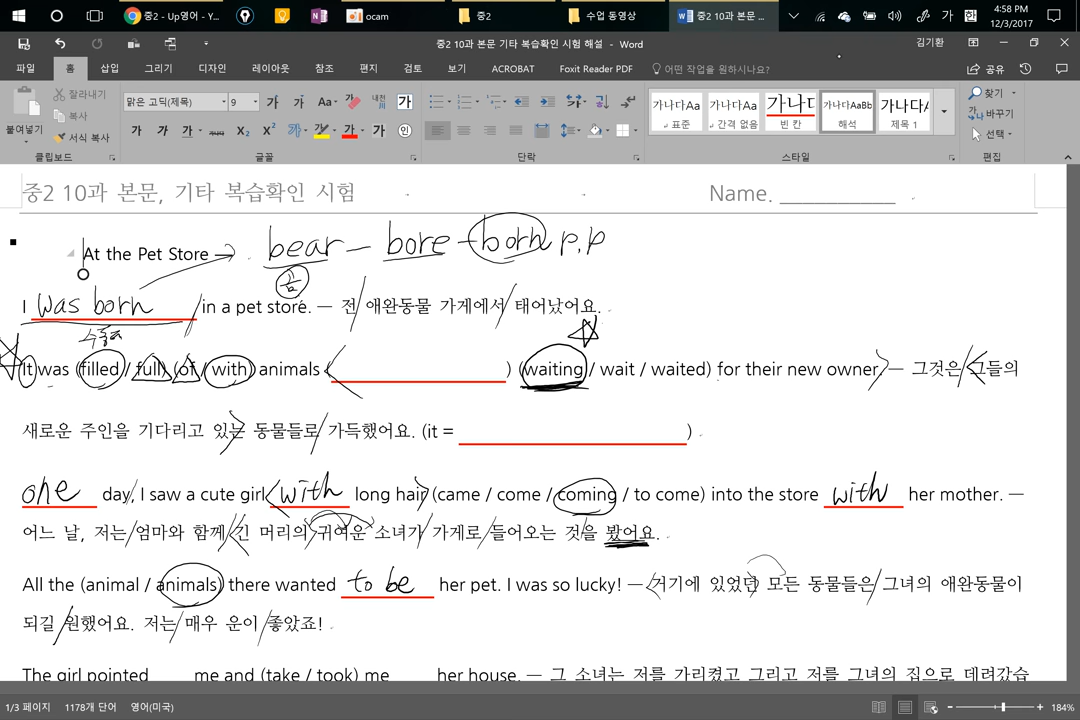 중2 - Up영어 - Y...
ocam
중2
수업 동영상
중2 10과 본문 ...
가
한
4:58 PM
12/3/2017
중2 10과 본문 기타 복습확인 시험 해설 - Word
김기환
파일 홈 삽입 그리기 디자인 레이아웃 참조 편지 검토 보기 ACROBAT Foxit Reader PDF 어떤 작업을 원하시나요? 공유
붙여넣기
잘라내기
복사
서식 복사
클립보드
맑은 고딕(제목) 9
글꼴
단락
가나다Aa 가나다Aa 가나다 가나다AaBb 가나다A
표준 간격 없음 빈 칸 해석 제목 1
스타일
찾기
바꾸기
선택
편집
중2 10과 본문, 기타 복습확인 시험 Name. ___________
At the Pet Store → bear – bore – born p.p
I was born in a pet store. — 전 애완동물 가게에서 태어났어요.
It was (filled / full) (of / with) animals ( ) (waiting / wait / waited) for their new owner. — 그것은 그들의
새로운 주인을 기다리고 있는 동물들로 가득했어요. (it = )
one day, I saw a cute girl with long hair (came / come / coming / to come) into the store with her mother. —
어느 날, 저는 엄마와 함께 긴 머리의 귀여운 소녀가 가게로 들어오는 것을 봤어요.
All the (animal / animals) there wanted to be her pet. I was so lucky! — 거기에 있었던 모든 동물들은 그녀의 애완동물이
되길 원했어요. 저는 매우 운이 좋았죠!
The girl pointed ____ me and (take / took) me ____ her house. — 그 소녀는 저를 가리켰고 그리고 저를 그녀의 집으로 데려갔습
1/3 페이지 1178개 단어 영어(미국) 184%